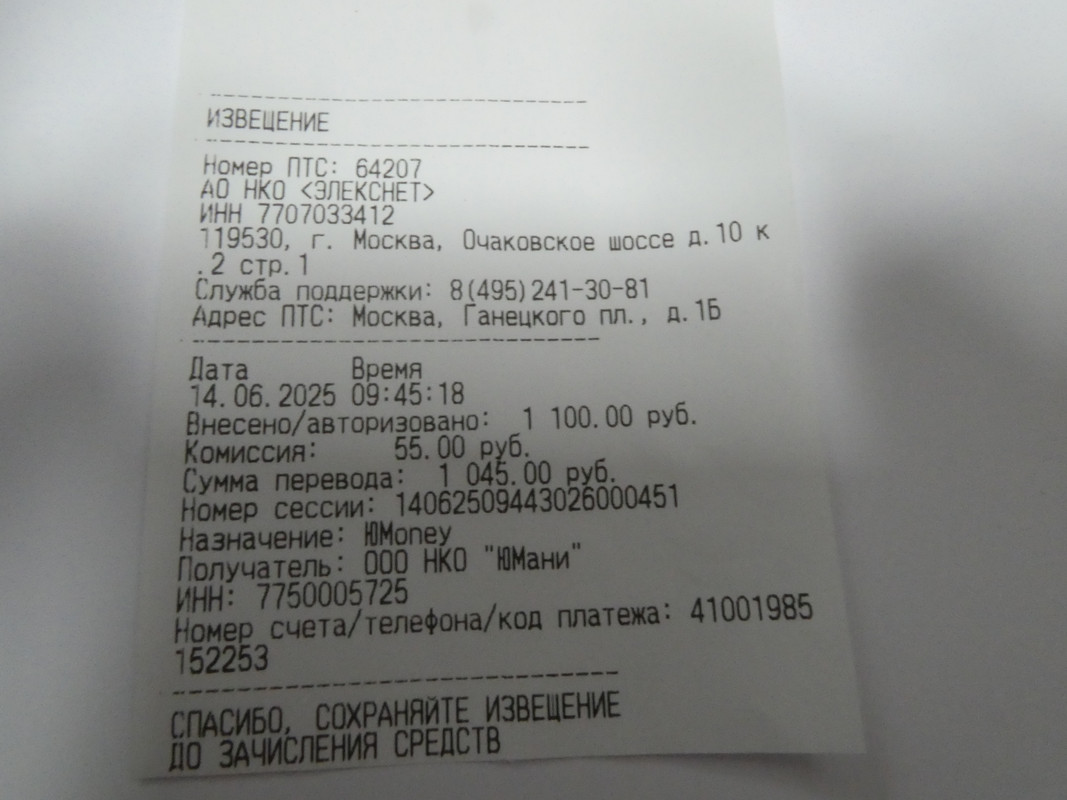 ИЗВЕЩЕНИЕ
Номер ПТС: 64207
АО НКО <ЭЛЕКСНЕТ>
ИНН 7707033412
119530, г. Москва, Очаковское шоссе д.10 к
.2 стр.1
Служба поддержки: 8(495)241-30-81
Адрес ПТС: Москва, Ганецкого пл., д.1Б
Дата Время
14.06.2025 09:45:18
Внесено/авторизовано: 1 100.00 руб.
Комиссия: 55.00 руб.
Сумма перевода: 1 045.00 руб.
Номер сессии: 14062509443026000451
Назначение: ЮMoney
Получатель: ООО НКО "ЮМани"
ИНН: 7750005725
Номер счета/телефона/код платежа: 41001985
152253
СПАСИБО, СОХРАНЯЙТЕ ИЗВЕЩЕНИЕ
ДО ЗАЧИСЛЕНИЯ СРЕДСТВ